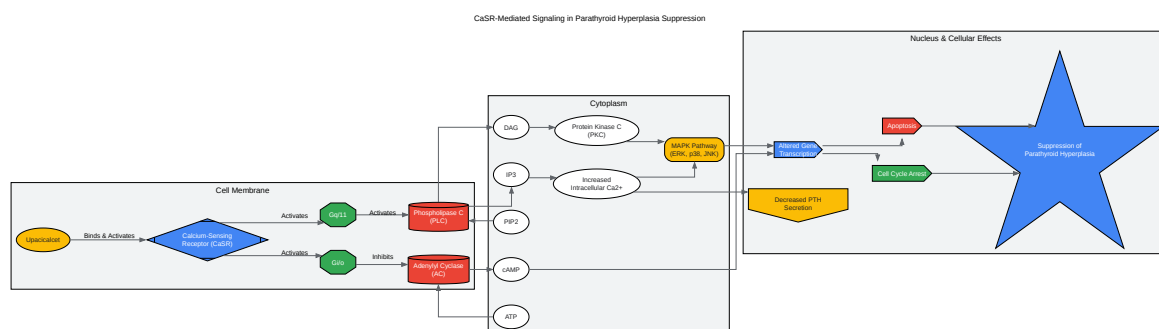 CaSR-Mediated Signaling in Parathyroid Hyperplasia Suppression
Cell Membrane
Upacicalcet
Binds & Activates
Calcium-Sensing
Receptor (CaSR)
Activates
Gq/11
Activates
Phospholipase C
(PLC)
Activates
Gi/o
Inhibits
Adenylyl Cyclase
(AC)
Cytoplasm
DAG
IP3
PIP2
cAMP
ATP
Protein Kinase C
(PKC)
Increased
Intracellular Ca2+
MAPK Pathway
(ERK, p38, JNK)
Nucleus & Cellular Effects
Altered Gene
Transcription
Decreased PTH
Secretion
Apoptosis
Cell Cycle Arrest
Suppression of
Parathyroid Hyperplasia